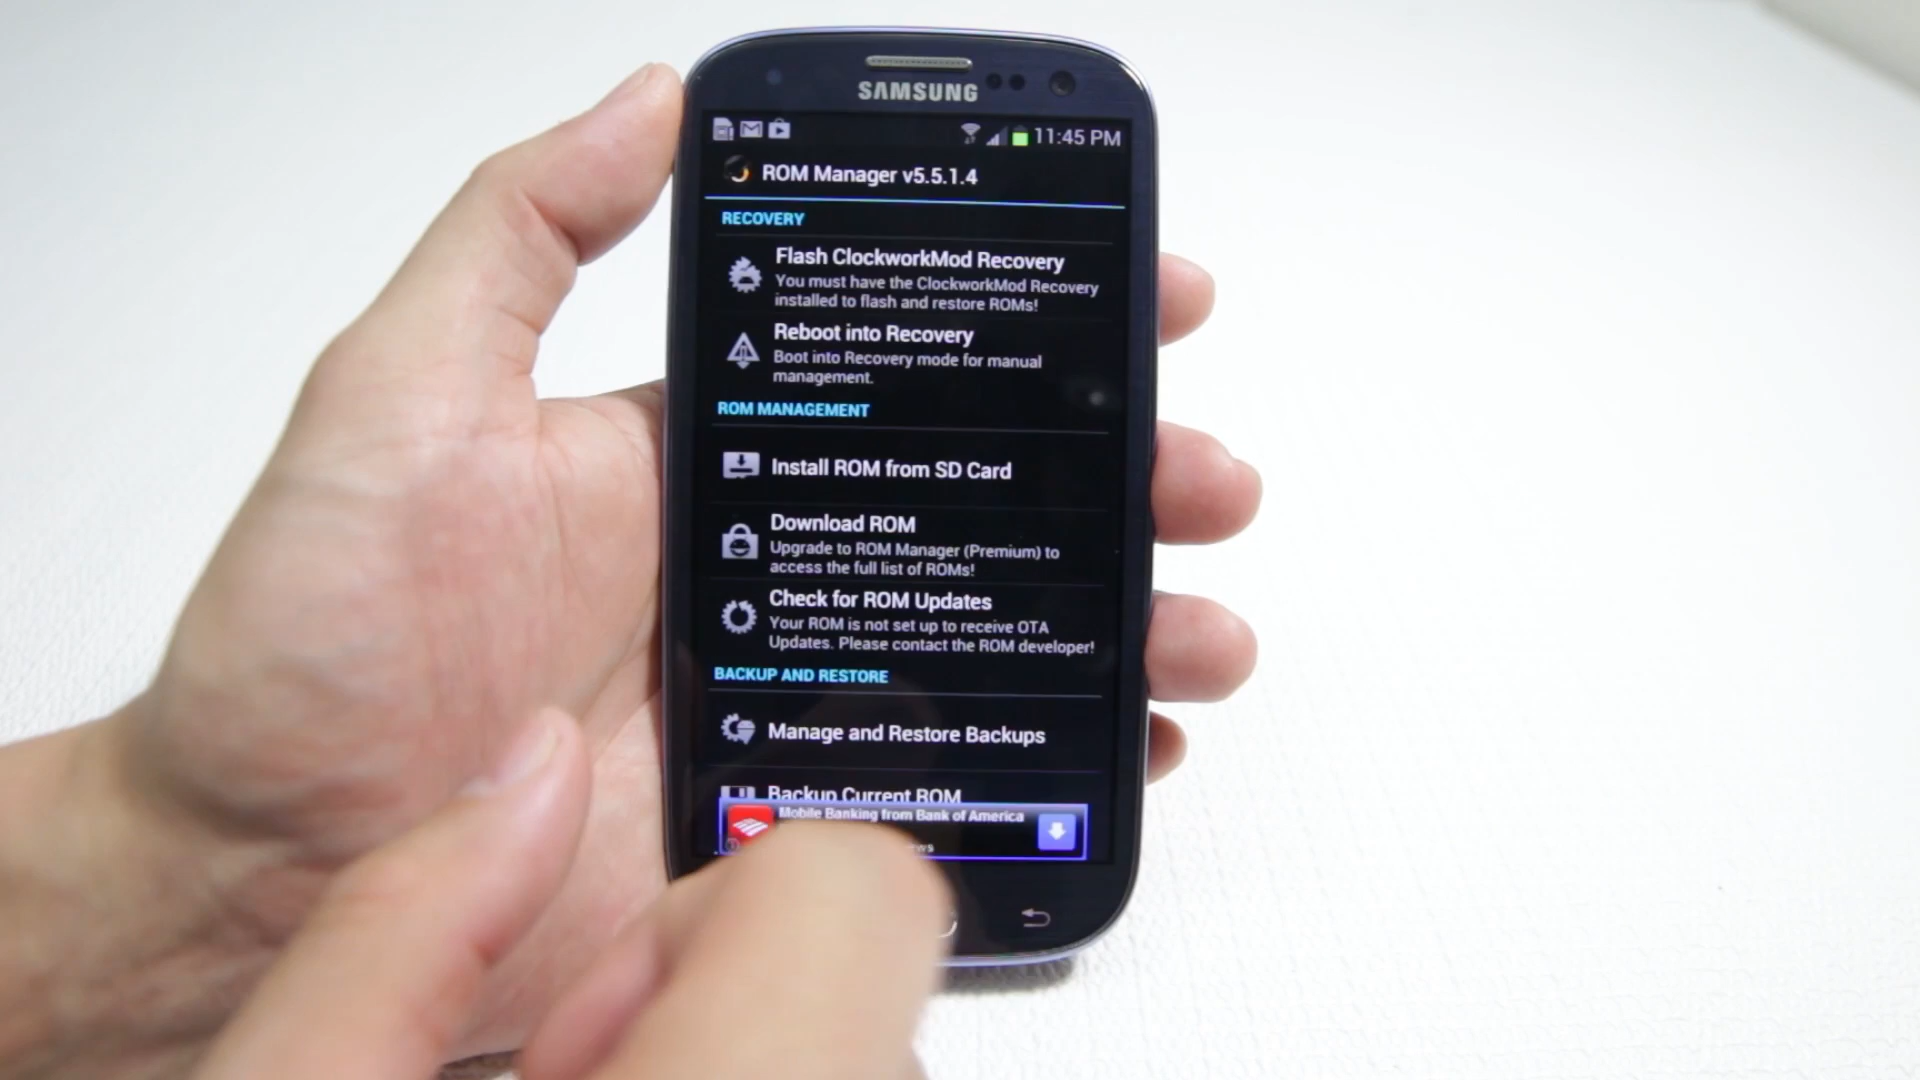 SAMSUNG
11:45 PM
ROM Manager v5.5.1.4
RECOVERY
Flash ClockworkMod Recovery
You must have the ClockworkMod Recovery
installed to flash and restore ROMs!
Reboot into Recovery
Boot into Recovery mode for manual
management.
ROM MANAGEMENT
Install ROM from SD Card
Download ROM
Upgrade to ROM Manager (Premium) to
access the full list of ROMs!
Check for ROM Updates
Your ROM is not set up to receive OTA
Updates. Please contact the ROM developer!
BACKUP AND RESTORE
Manage and Restore Backups
Backup Current ROM
Mobile Banking from Bank of America